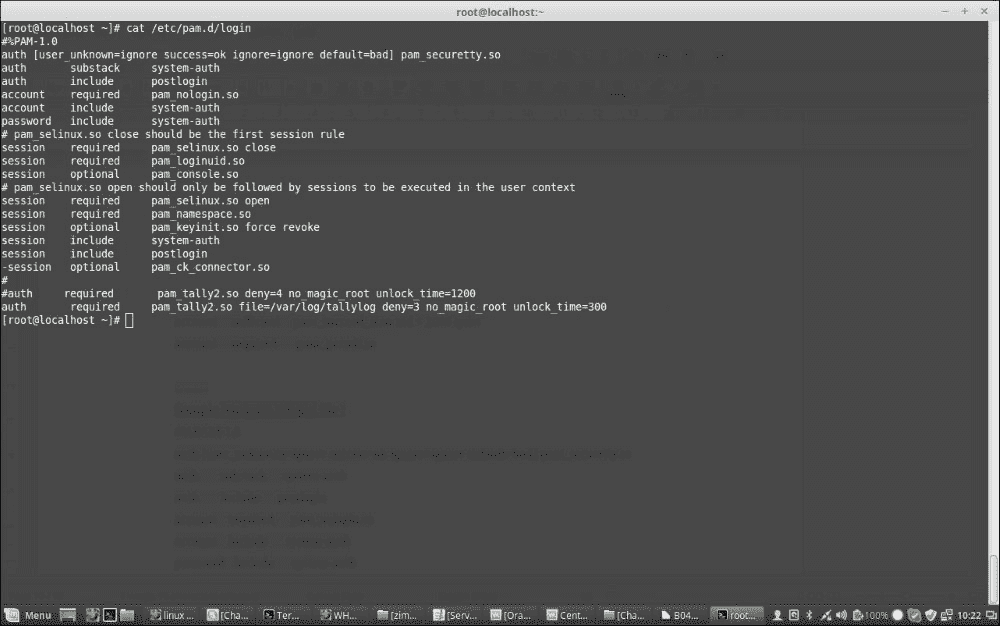 root@localhost:~
[root@localhost ~]# cat /etc/pam.d/login
#%PAM-1.0
auth [user_unknown=ignore success=ok ignore=ignore default=bad] pam_securetty.so
auth substack system-auth
auth include postlogin
account required pam_nologin.so
account include system-auth
password include system-auth
# pam_selinux.so close should be the first session rule
session required pam_selinux.so close
session required pam_loginuid.so
session optional pam_console.so
# pam_selinux.so open should only be followed by sessions to be executed in the user context
session required pam_selinux.so open
session required pam_namespace.so
session optional pam_keyinit.so force revoke
session include system-auth
session include postlogin
-session optional pam_ck_connector.so
#
#auth required pam_tally2.so deny=4 no_magic_root unlock_time=1200
auth required pam_tally2.so file=/var/log/tallylog deny=3 no_magic_root unlock_time=300
[root@localhost ~]#
Menu linux ... [Cha... Ter... WH... [zim... [Serv... [Ora... Cent... [Cha... B04... root... 100% 10:22